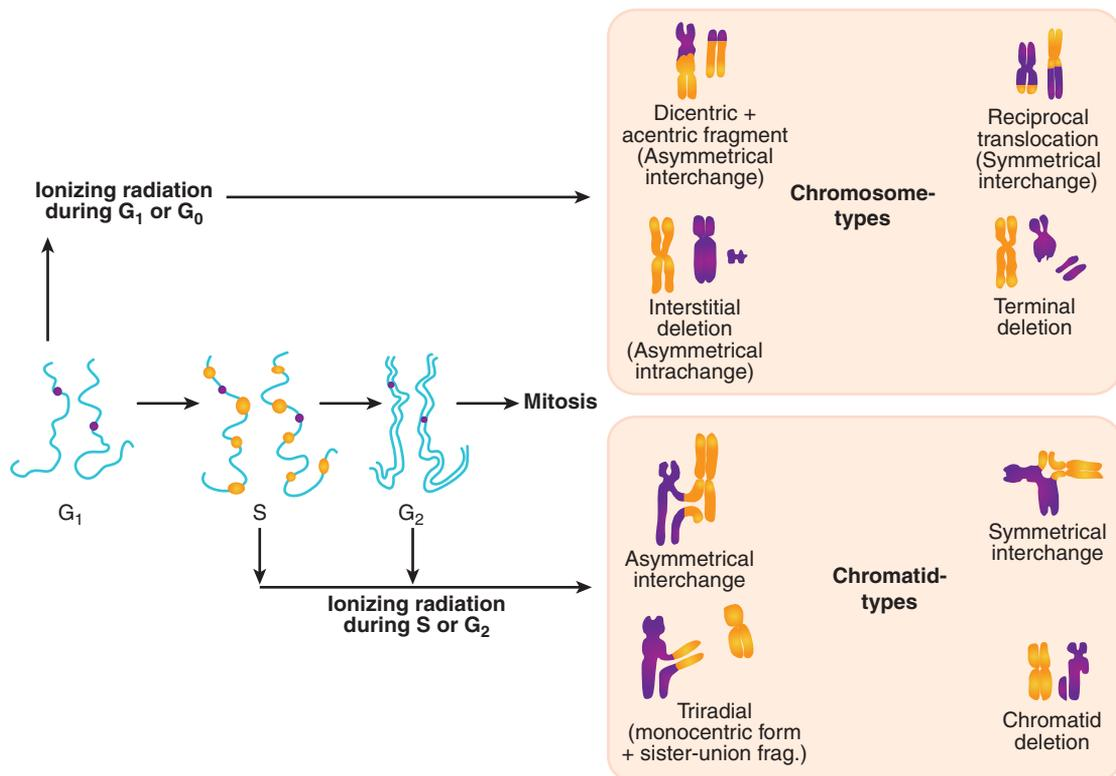 Dicentric +
acentric fragment
(Asymmetrical
interchange)
Reciprocal
translocation
(Symmetrical
interchange)
Chromosome-
types
Interstitial
deletion
(Asymmetrical
intrachange)
Terminal
deletion
Ionizing radiation
during G₁ or G₀
Mitosis
G₁
S
G₂
Ionizing radiation
during S or G₂
Asymmetrical
interchange
Symmetrical
interchange
Chromatid-
types
Triradial
(monocentric form
+ sister-union frag.)
Chromatid
deletion